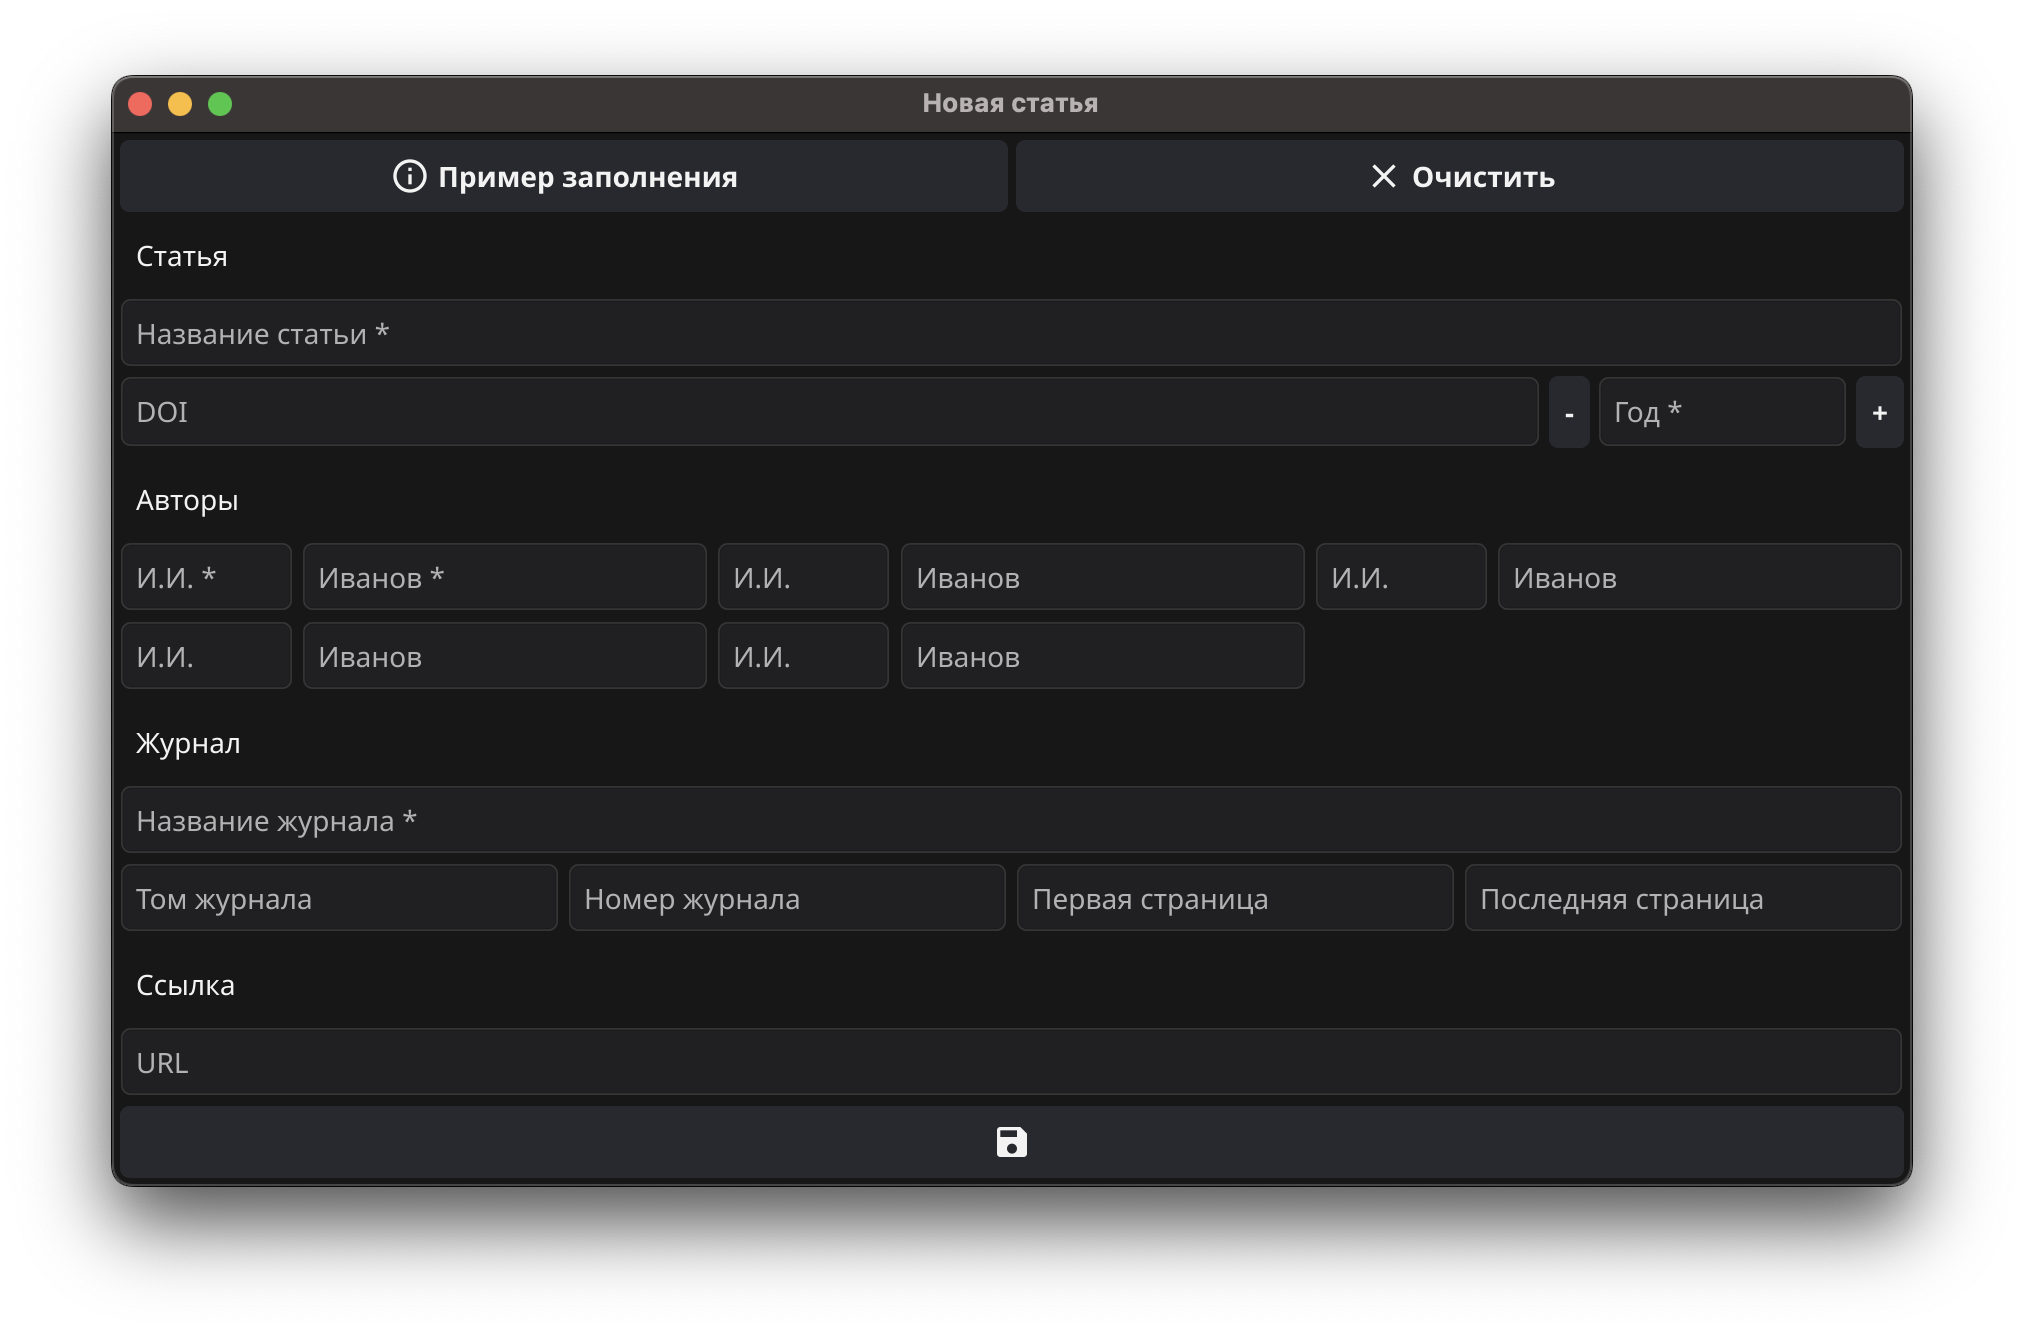 Новая статья
Пример заполнения Очистить
Статья
Название статьи *
DOI - Год * +
Авторы
И.И. * Иванов * И.И. Иванов И.И. Иванов
И.И. Иванов И.И. Иванов
Журнал
Название журнала *
Том журнала Номер журнала Первая страница Последняя страница
Ссылка
URL